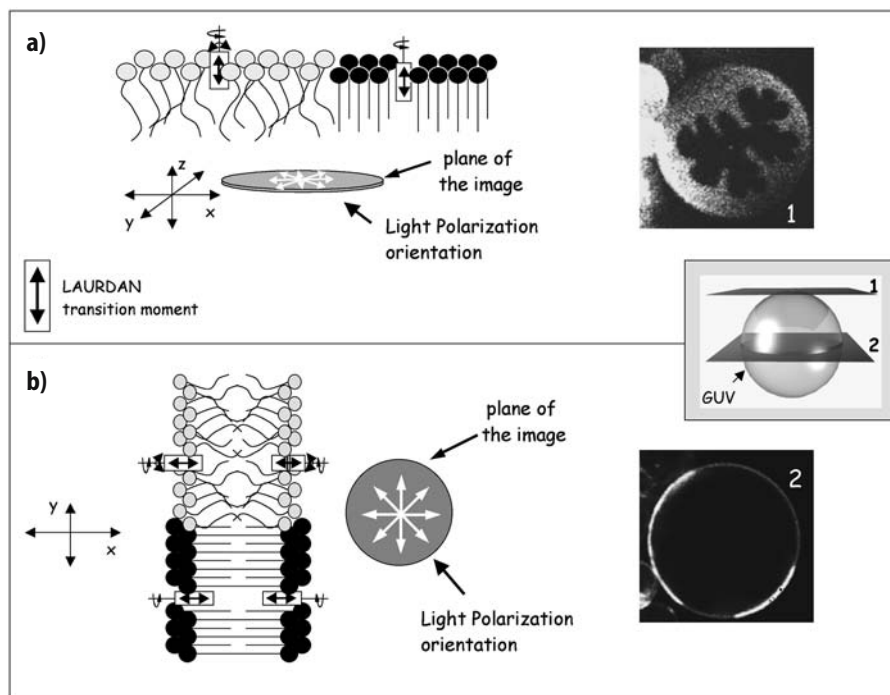 a)
z
y
x
plane of
the image
Light Polarization
orientation
LAURDAN
transition moment
1
1
2
GUV
b)
y
x
plane of
the image
Light Polarization
orientation
2